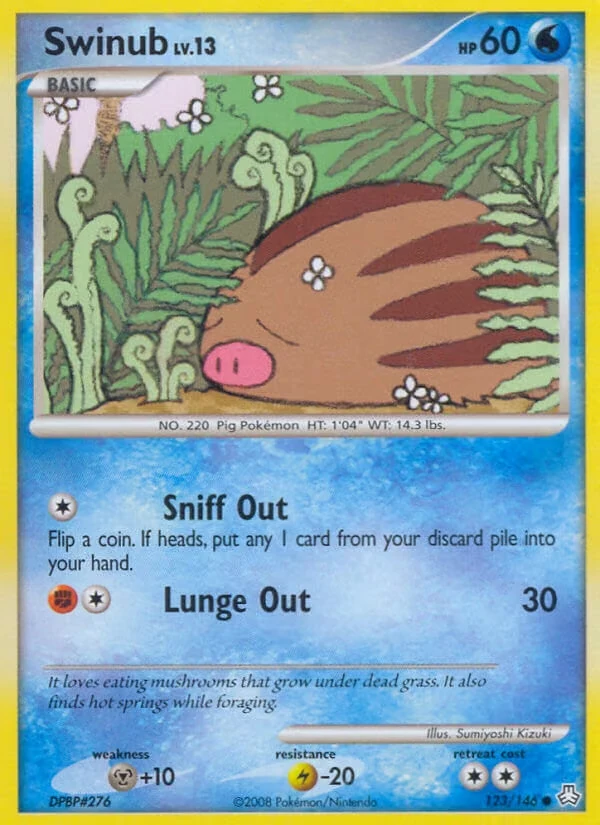 Swinub LV.13 HP 60
BASIC
NO. 220 Pig Pokémon HT: 1'04" WT: 14.3 lbs.
Sniff Out
Flip a coin. If heads, put any 1 card from your discard pile into
your hand.
Lunge Out 30
It loves eating mushrooms that grow under dead grass. It also
finds hot springs while foraging.
Illus. Sumiyoshi Kizuki
weakness resistance retreat cost
+10 -20
DPBP#276 ©2008 Pokémon/Nintendo 123/146